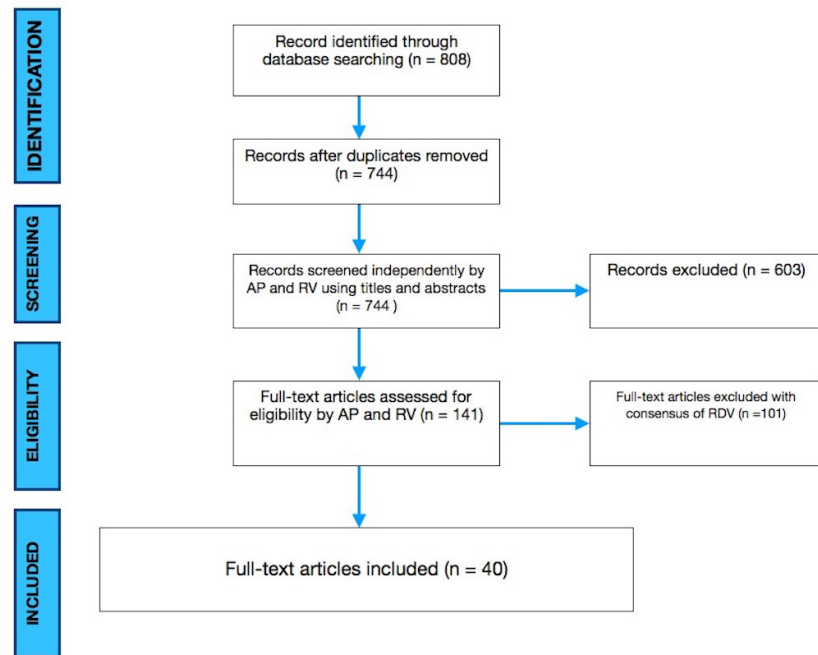 IDENTIFICATION
Record identified through
database searching (n = 808)
Records after duplicates removed
(n = 744)
SCREENING
Records screened independently by
AP and RV using titles and abstracts
(n = 744 )
Records excluded (n = 603)
ELIGIBILITY
Full-text articles assessed for
eligibility by AP and RV (n = 141)
Full-text articles excluded with
consensus of RDV (n =101)
INCLUDED
Full-text articles included (n = 40)